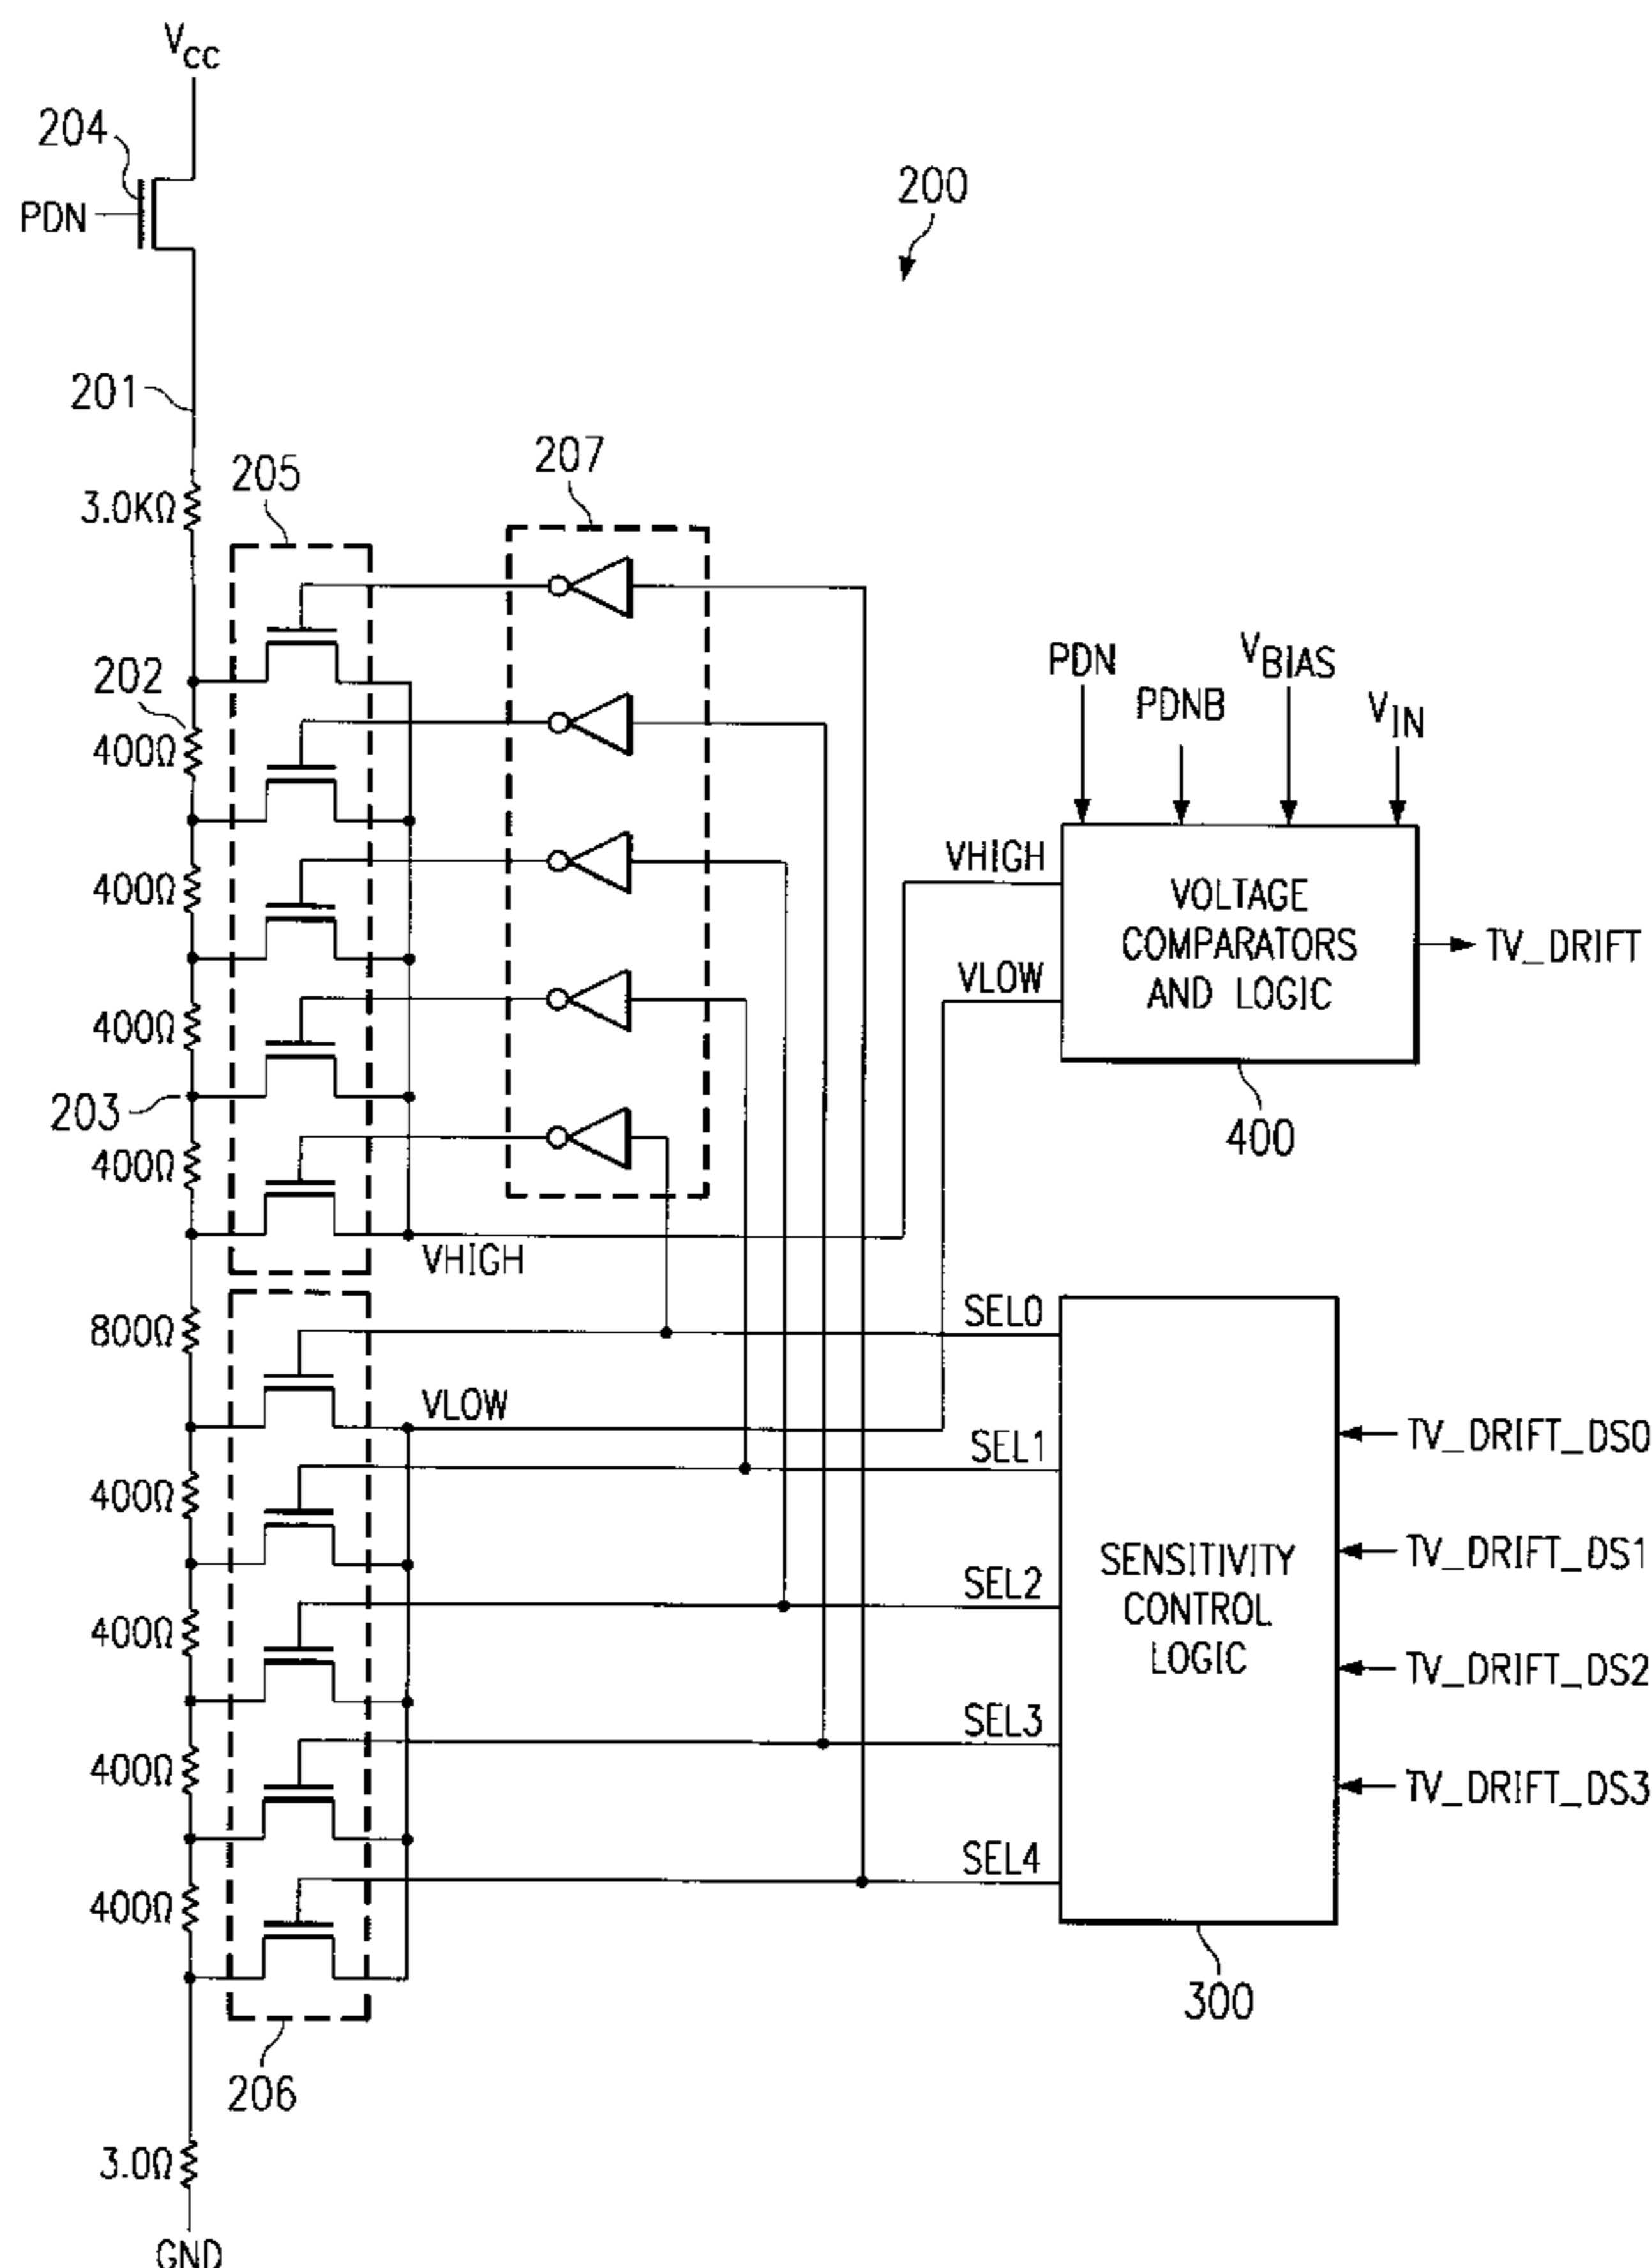 VCC
204
PDN
200
201
207
205
3.0KΩ
202
PDN
PDNB
VBIAS
VIN
400Ω
VHIGH
VOLTAGE
COMPARATORS
AND LOGIC
TV_DRIFT
400Ω
VLOW
400Ω
203
400
400Ω
VHIGH
SEL0
800Ω
VLOW
SEL1
TV_DRIFT_DS0
400Ω
SEL2
SENSITIVITY
CONTROL
LOGIC
TV_DRIFT_DS1
400Ω
TV_DRIFT_DS2
SEL3
400Ω
TV_DRIFT_DS3
SEL4
400Ω
300
206
3.0Ω
GND